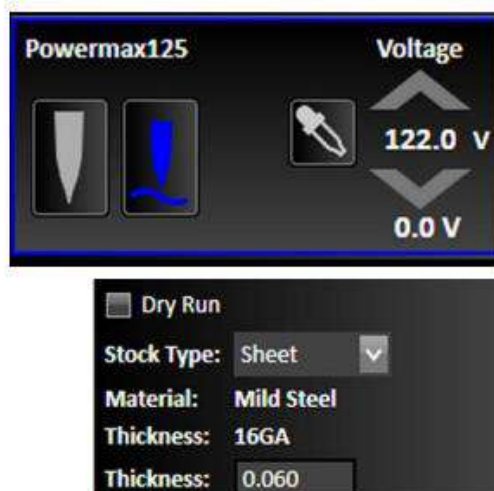 Powermax125 Voltage
122.0 V
0.0 V
Dry Run
Stock Type: Sheet
Material: Mild Steel
Thickness: 16GA
Thickness: 0.060